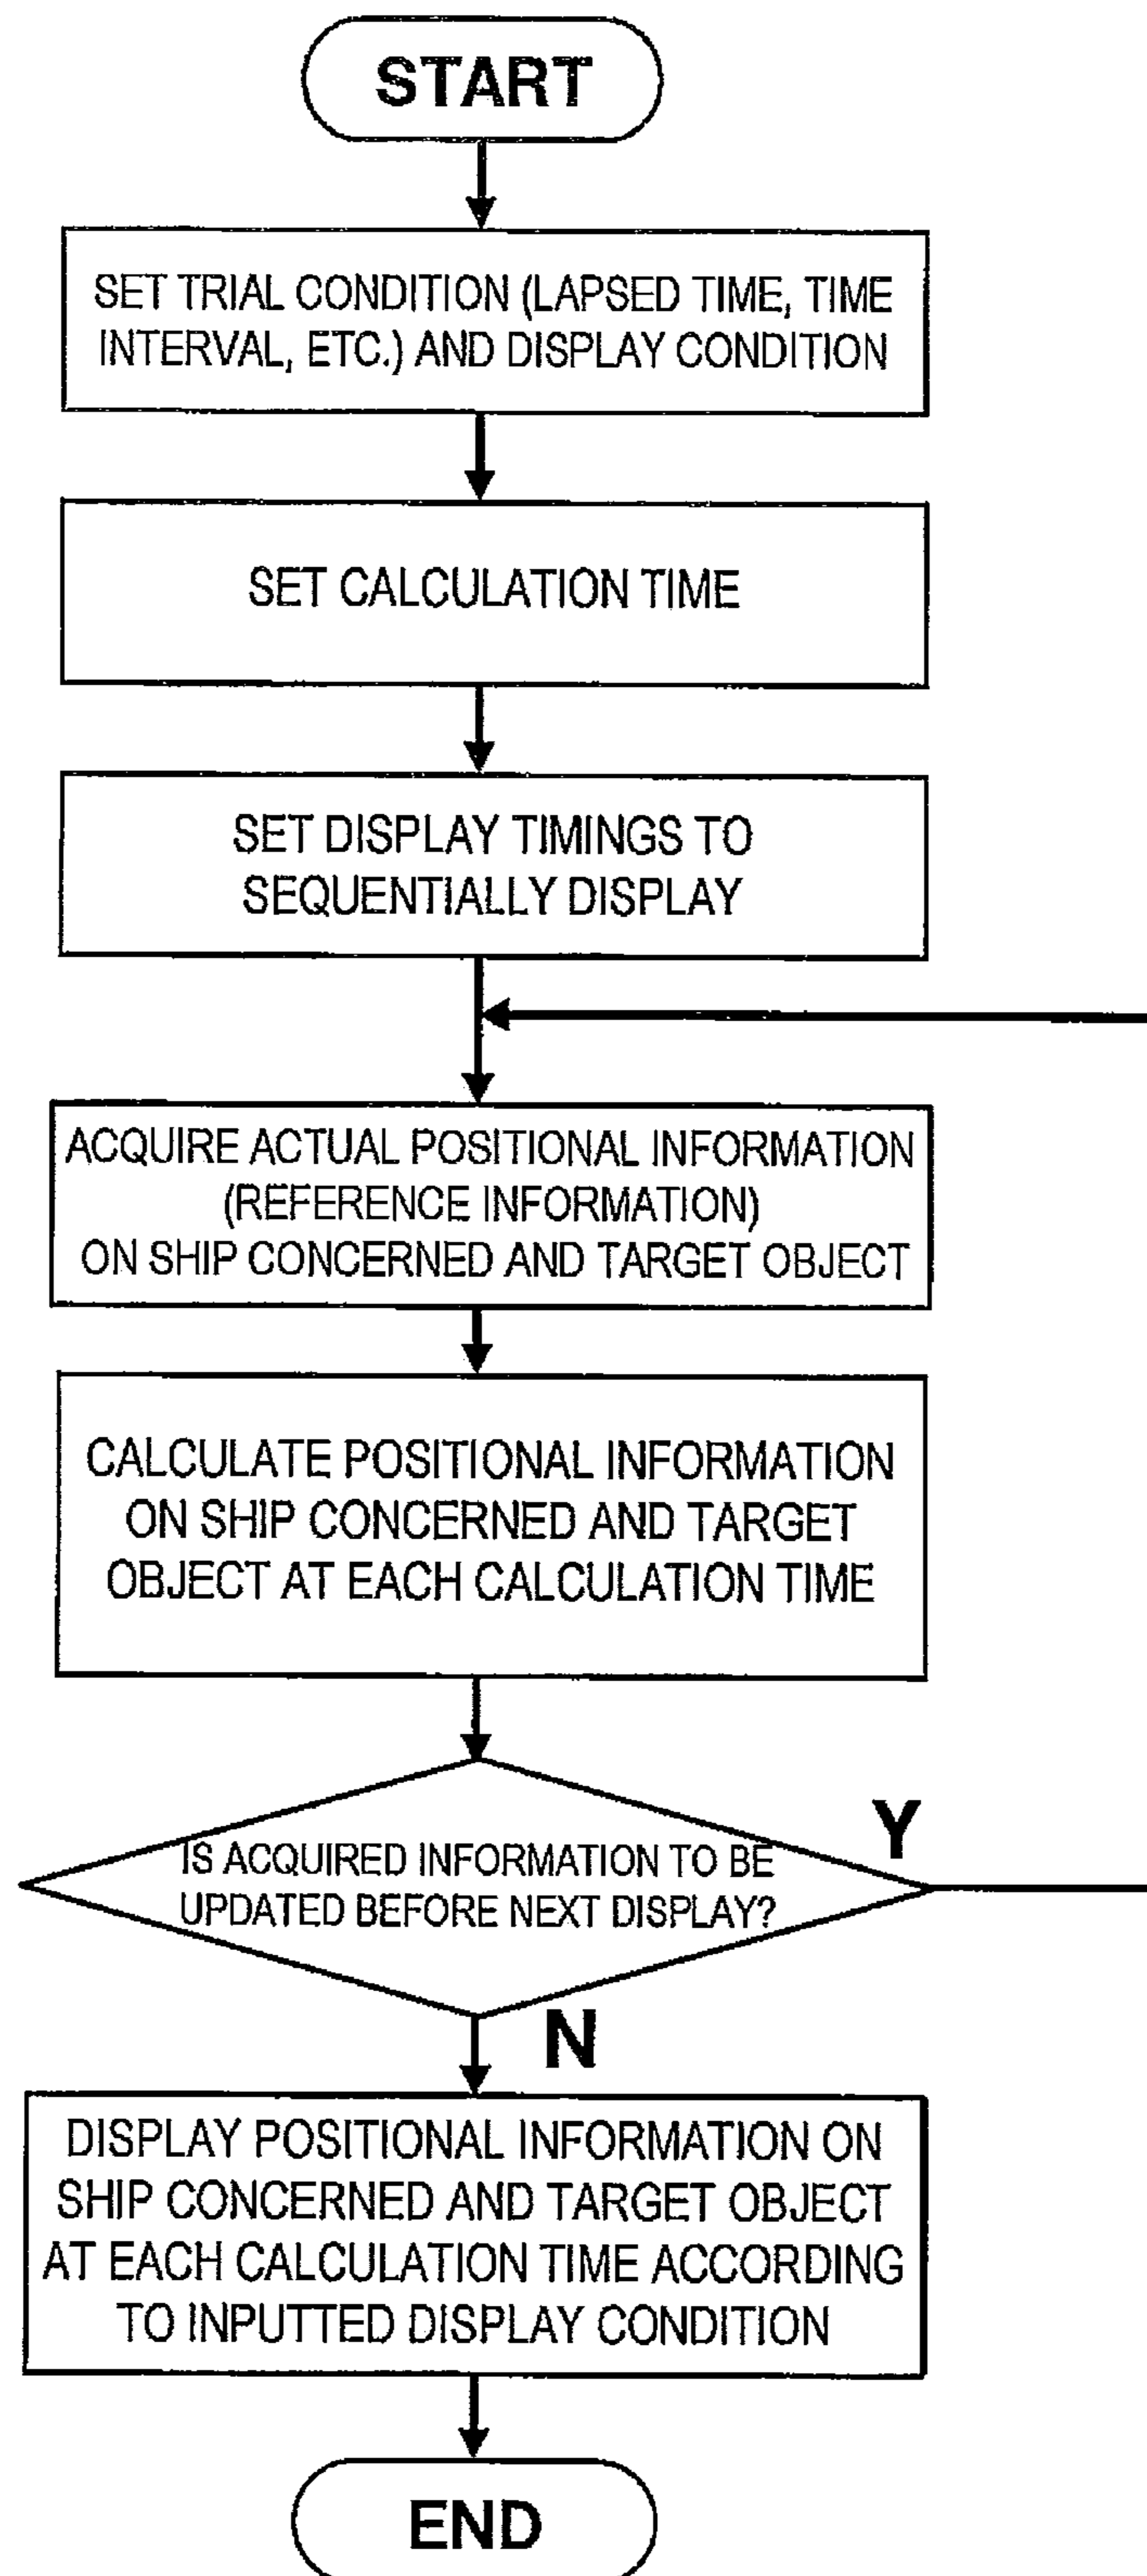 START
SET TRIAL CONDITION (LAPSED TIME, TIME
INTERVAL, ETC.) AND DISPLAY CONDITION
SET CALCULATION TIME
SET DISPLAY TIMINGS TO
SEQUENTIALLY DISPLAY
ACQUIRE ACTUAL POSITIONAL INFORMATION
(REFERENCE INFORMATION)
ON SHIP CONCERNED AND TARGET OBJECT
CALCULATE POSITIONAL INFORMATION
ON SHIP CONCERNED AND TARGET
OBJECT AT EACH CALCULATION TIME
IS ACQUIRED INFORMATION TO BE
UPDATED BEFORE NEXT DISPLAY?
Y
N
DISPLAY POSITIONAL INFORMATION ON
SHIP CONCERNED AND TARGET OBJECT
AT EACH CALCULATION TIME ACCORDING
TO INPUTTED DISPLAY CONDITION
END